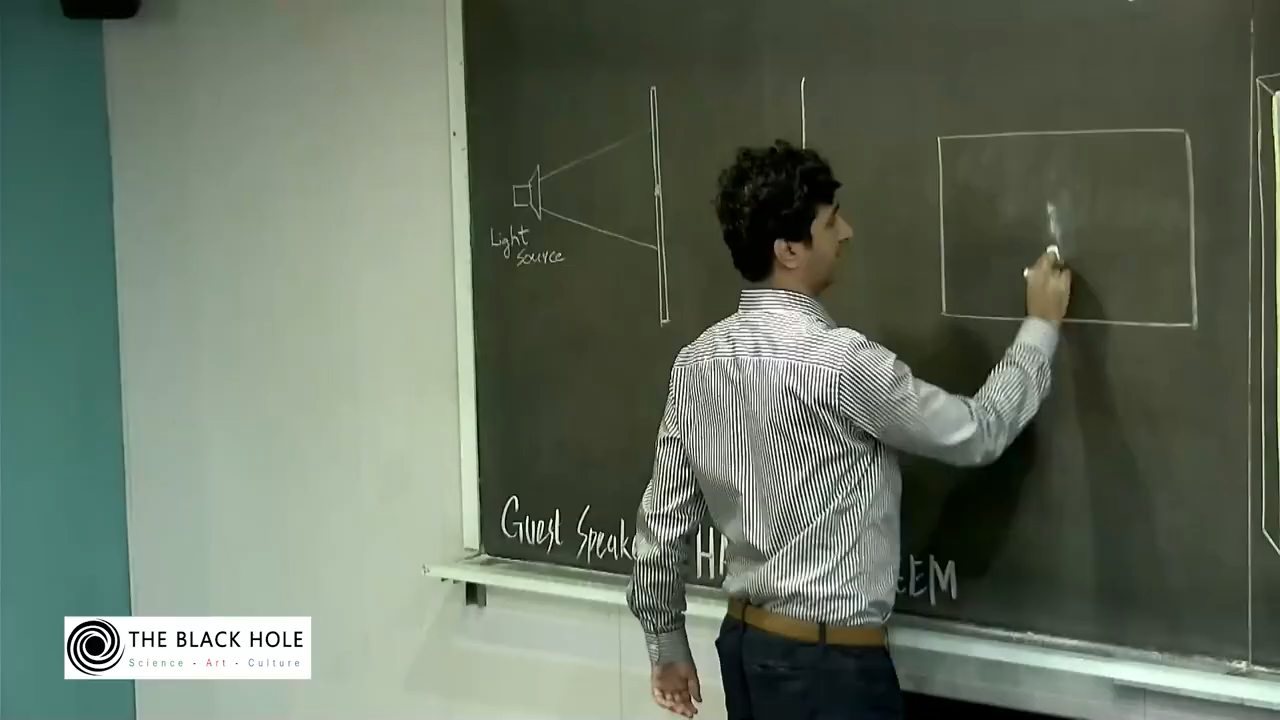 Light
Source
Guest Speak
THE BLACK HOLE
Science - Art - Culture